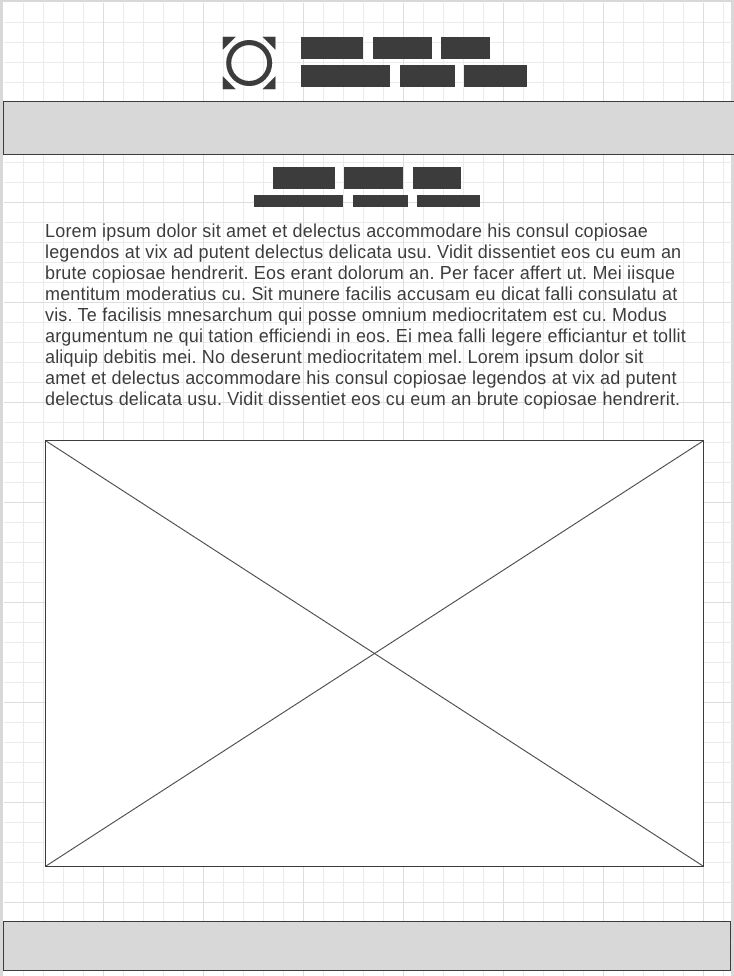 Lorem ipsum dolor sit amet et delectus accommodare his consul copiosae
legendos at vix ad putent delectus delicata usu. Vidit dissentiet eos cu eum an
brute copiosae hendrerit. Eos erant dolorum an. Per facer affert ut. Mei iisque
mentitum moderatius cu. Sit munere facilis accusam eu dicat falli consulatu at
vis. Te facilisis mnesarchum qui posse omnium mediocritatem est cu. Modus
argumentum ne qui tation efficiendi in eos. Ei mea falli legere efficiantur et tollit
aliquip debitis mei. No deserunt mediocritatem mel. Lorem ipsum dolor sit
amet et delectus accommodare his consul copiosae legendos at vix ad putent
delectus delicata usu. Vidit dissentiet eos cu eum an brute copiosae hendrerit.